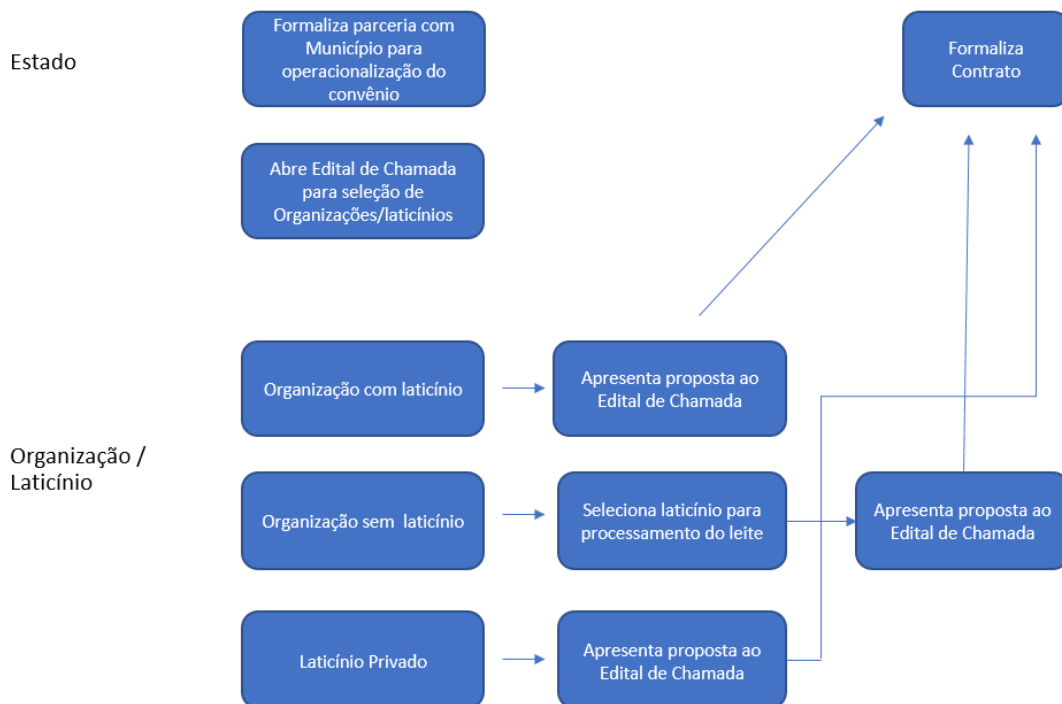 Estado
Formaliza parceria com
Município para
operacionalização do
convênio
Formaliza
Contrato
Abre Edital de Chamada
para seleção de
Organizações/laticínios
Organização /
Laticínio
Organização com laticínio
Apresenta proposta ao
Edital de Chamada
Organização sem  laticínio
Seleciona laticínio para
processamento do leite
Apresenta proposta ao
Edital de Chamada
Laticínio Privado
Apresenta proposta ao
Edital de Chamada